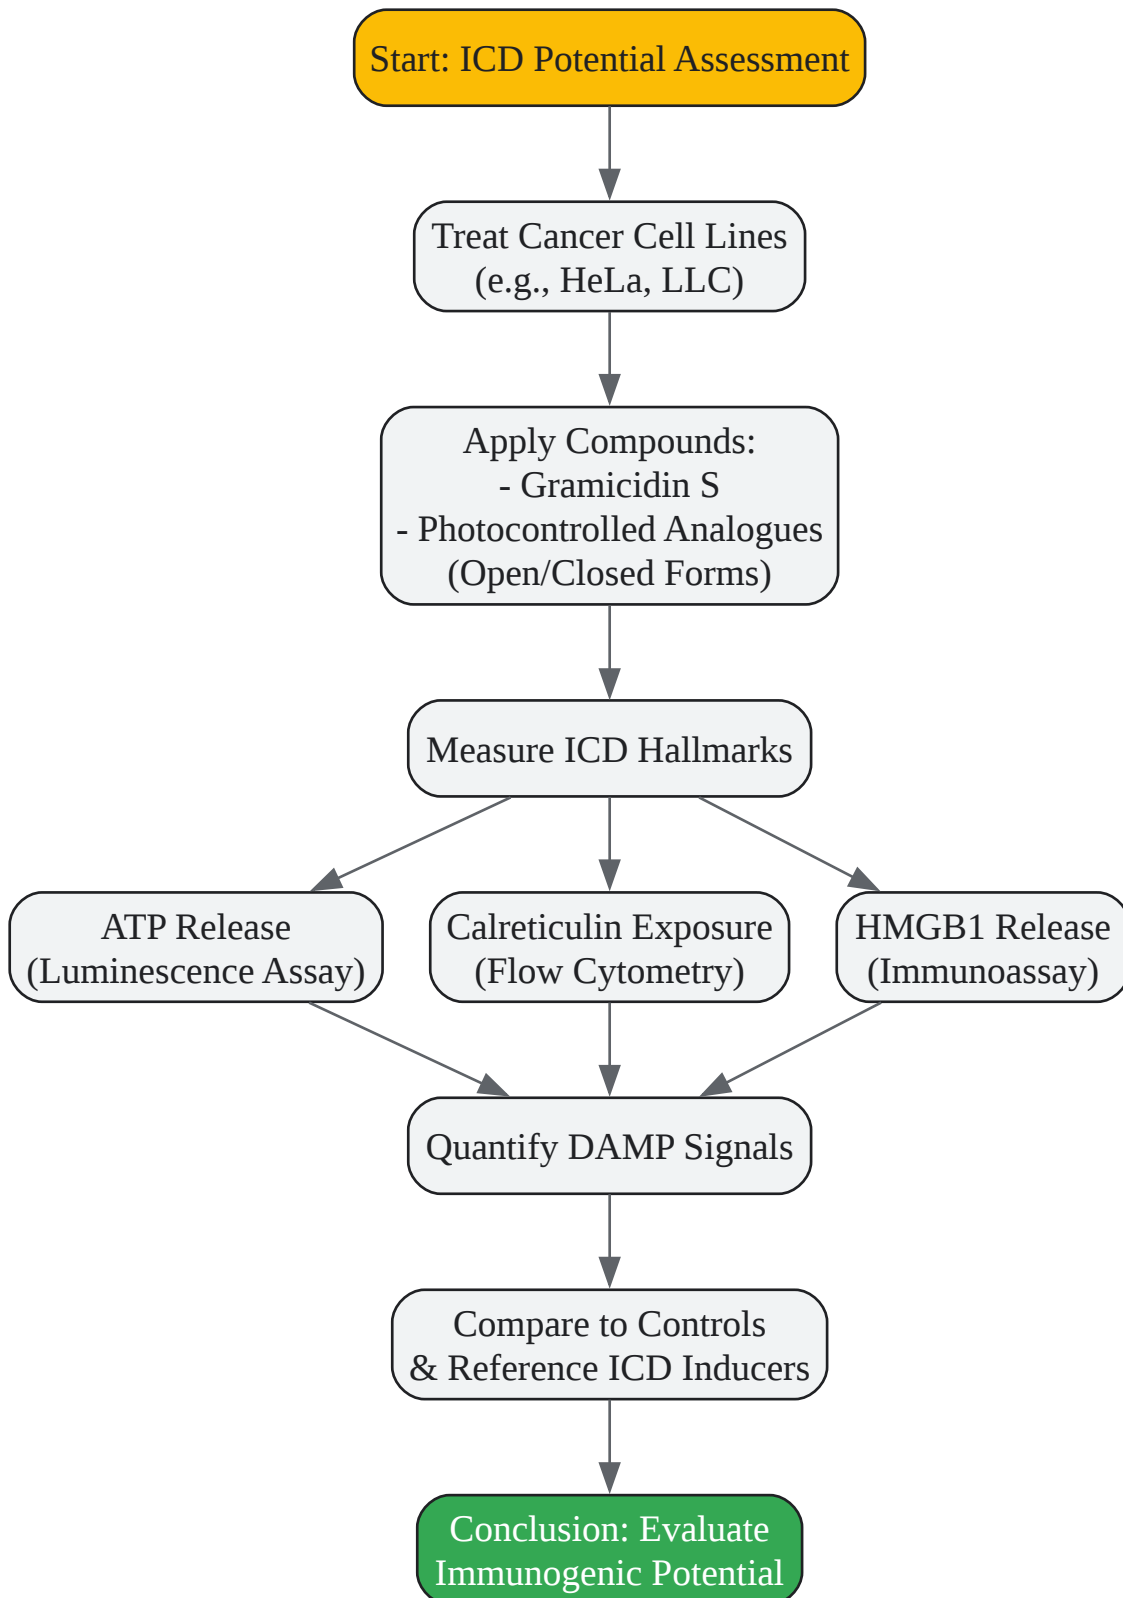 Start: ICD Potential Assessment
Treat Cancer Cell Lines
(e.g., HeLa, LLC)
Apply Compounds:
- Gramicidin S
- Photocontrolled Analogues
(Open/Closed Forms)
Measure ICD Hallmarks
ATP Release
(Luminescence Assay)
Calreticulin Exposure
(Flow Cytometry)
HMGB1 Release
(Immunoassay)
Quantify DAMP Signals
Compare to Controls
& Reference ICD Inducers
Conclusion: Evaluate
Immunogenic Potential